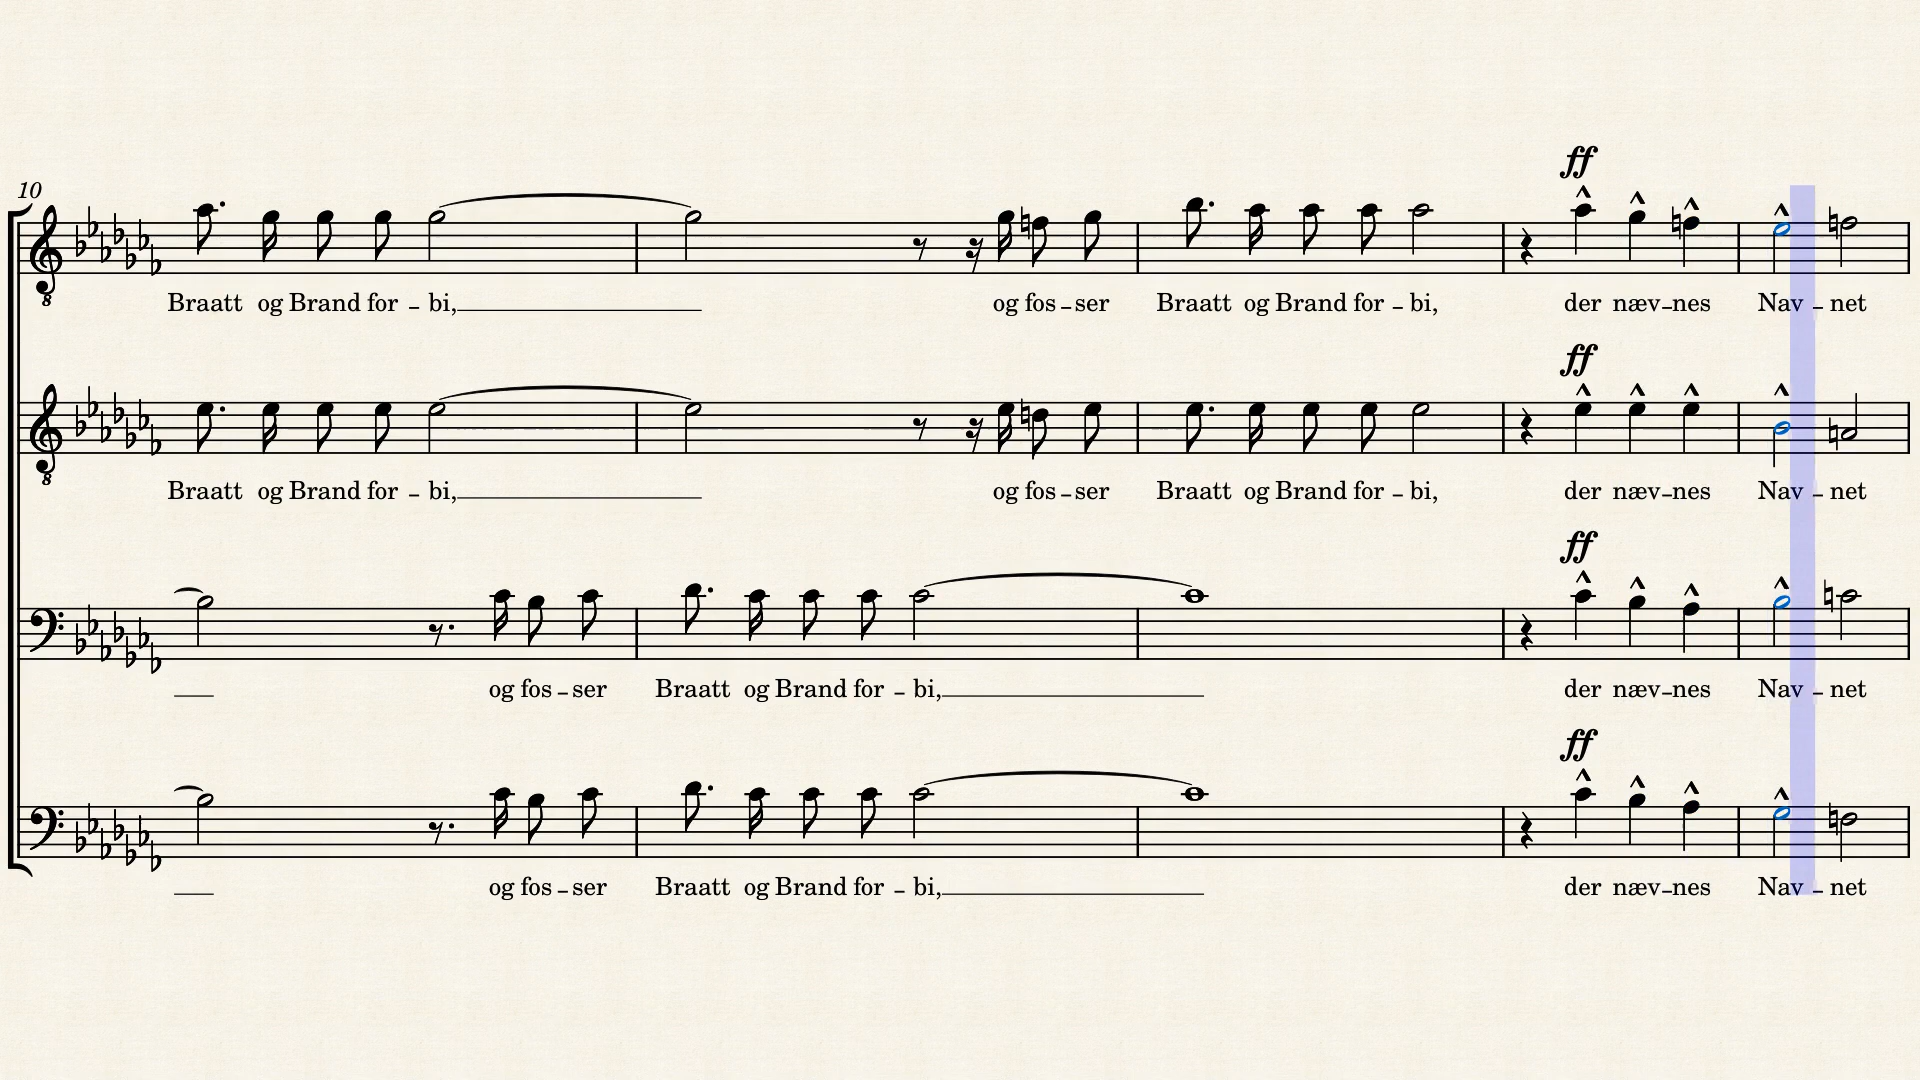 10
ff
Braatt og Brand for – bi, og fos – ser Braatt og Brand for – bi, der næv – nes Nav – net
ff
Braatt og Brand for – bi, og fos – ser Braatt og Brand for – bi, der næv – nes Nav – net
ff
og fos – ser Braatt og Brand for – bi, der næv – nes Nav – net
ff
og fos – ser Braatt og Brand for – bi, der næv – nes Nav – net